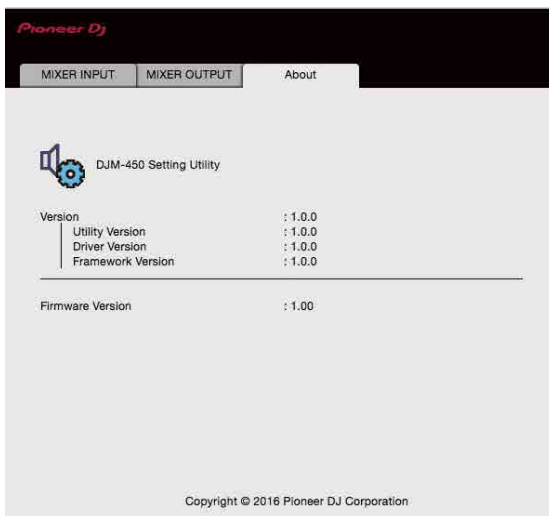 Pioneer Dj
MIXER INPUT MIXER OUTPUT About
DJM-450 Setting Utility
Version : 1.0.0
Utility Version : 1.0.0
Driver Version : 1.0.0
Framework Version : 1.0.0
Firmware Version : 1.00
Copyright © 2016 Pioneer DJ Corporation